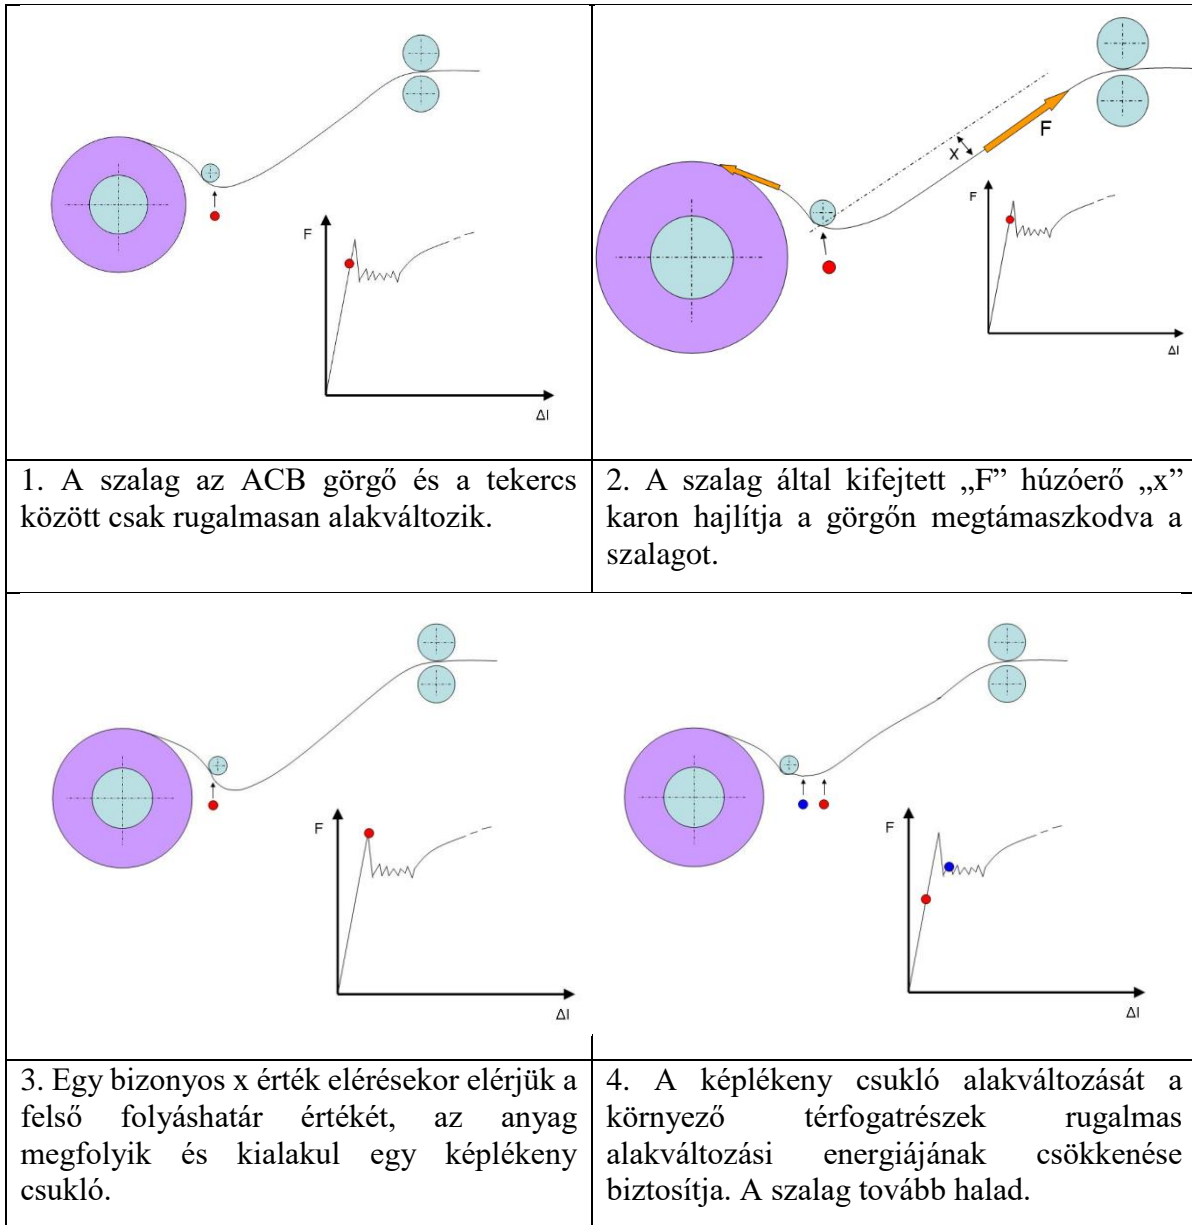 F
Δl
F
X
F
Δl
1. A szalag az ACB görgő és a tekercs
között csak rugalmasan alakváltozik.
2. A szalag által kifejtett „F” húzóerő „x”
karon hajlítja a görgőn megtámaszkodva a
szalagot.
F
Δl
F
Δl
3. Egy bizonyos x érték elérésekor elérjük a
felső folyáshatár értékét, az anyag
megfolyik és kialakul egy képlékeny
csukló.
4. A képlékeny csukló alakváltozását a
környező térfogatrészek rugalmas
alakváltozási energiájának csökkenése
biztosítja. A szalag tovább halad.